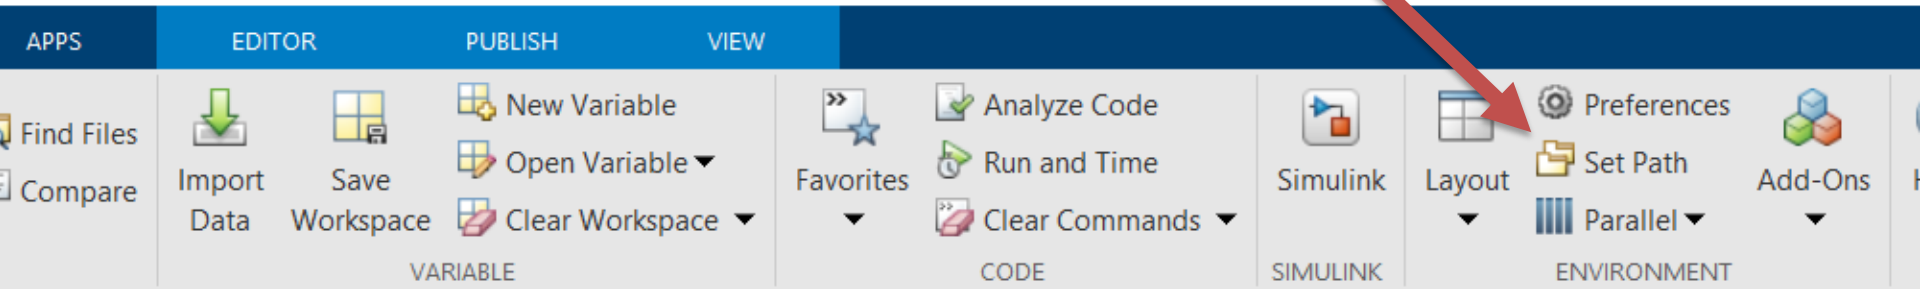 APPS
EDITOR
PUBLISH
VIEW
Find Files
Compare
Import
Data
Save
Workspace
New Variable
Open Variable
Clear Workspace
VARIABLE
Favorites
Analyze Code
Run and Time
Clear Commands
CODE
Simulink
SIMULINK
Layout
Preferences
Set Path
Parallel
Add-Ons
ENVIRONMENT